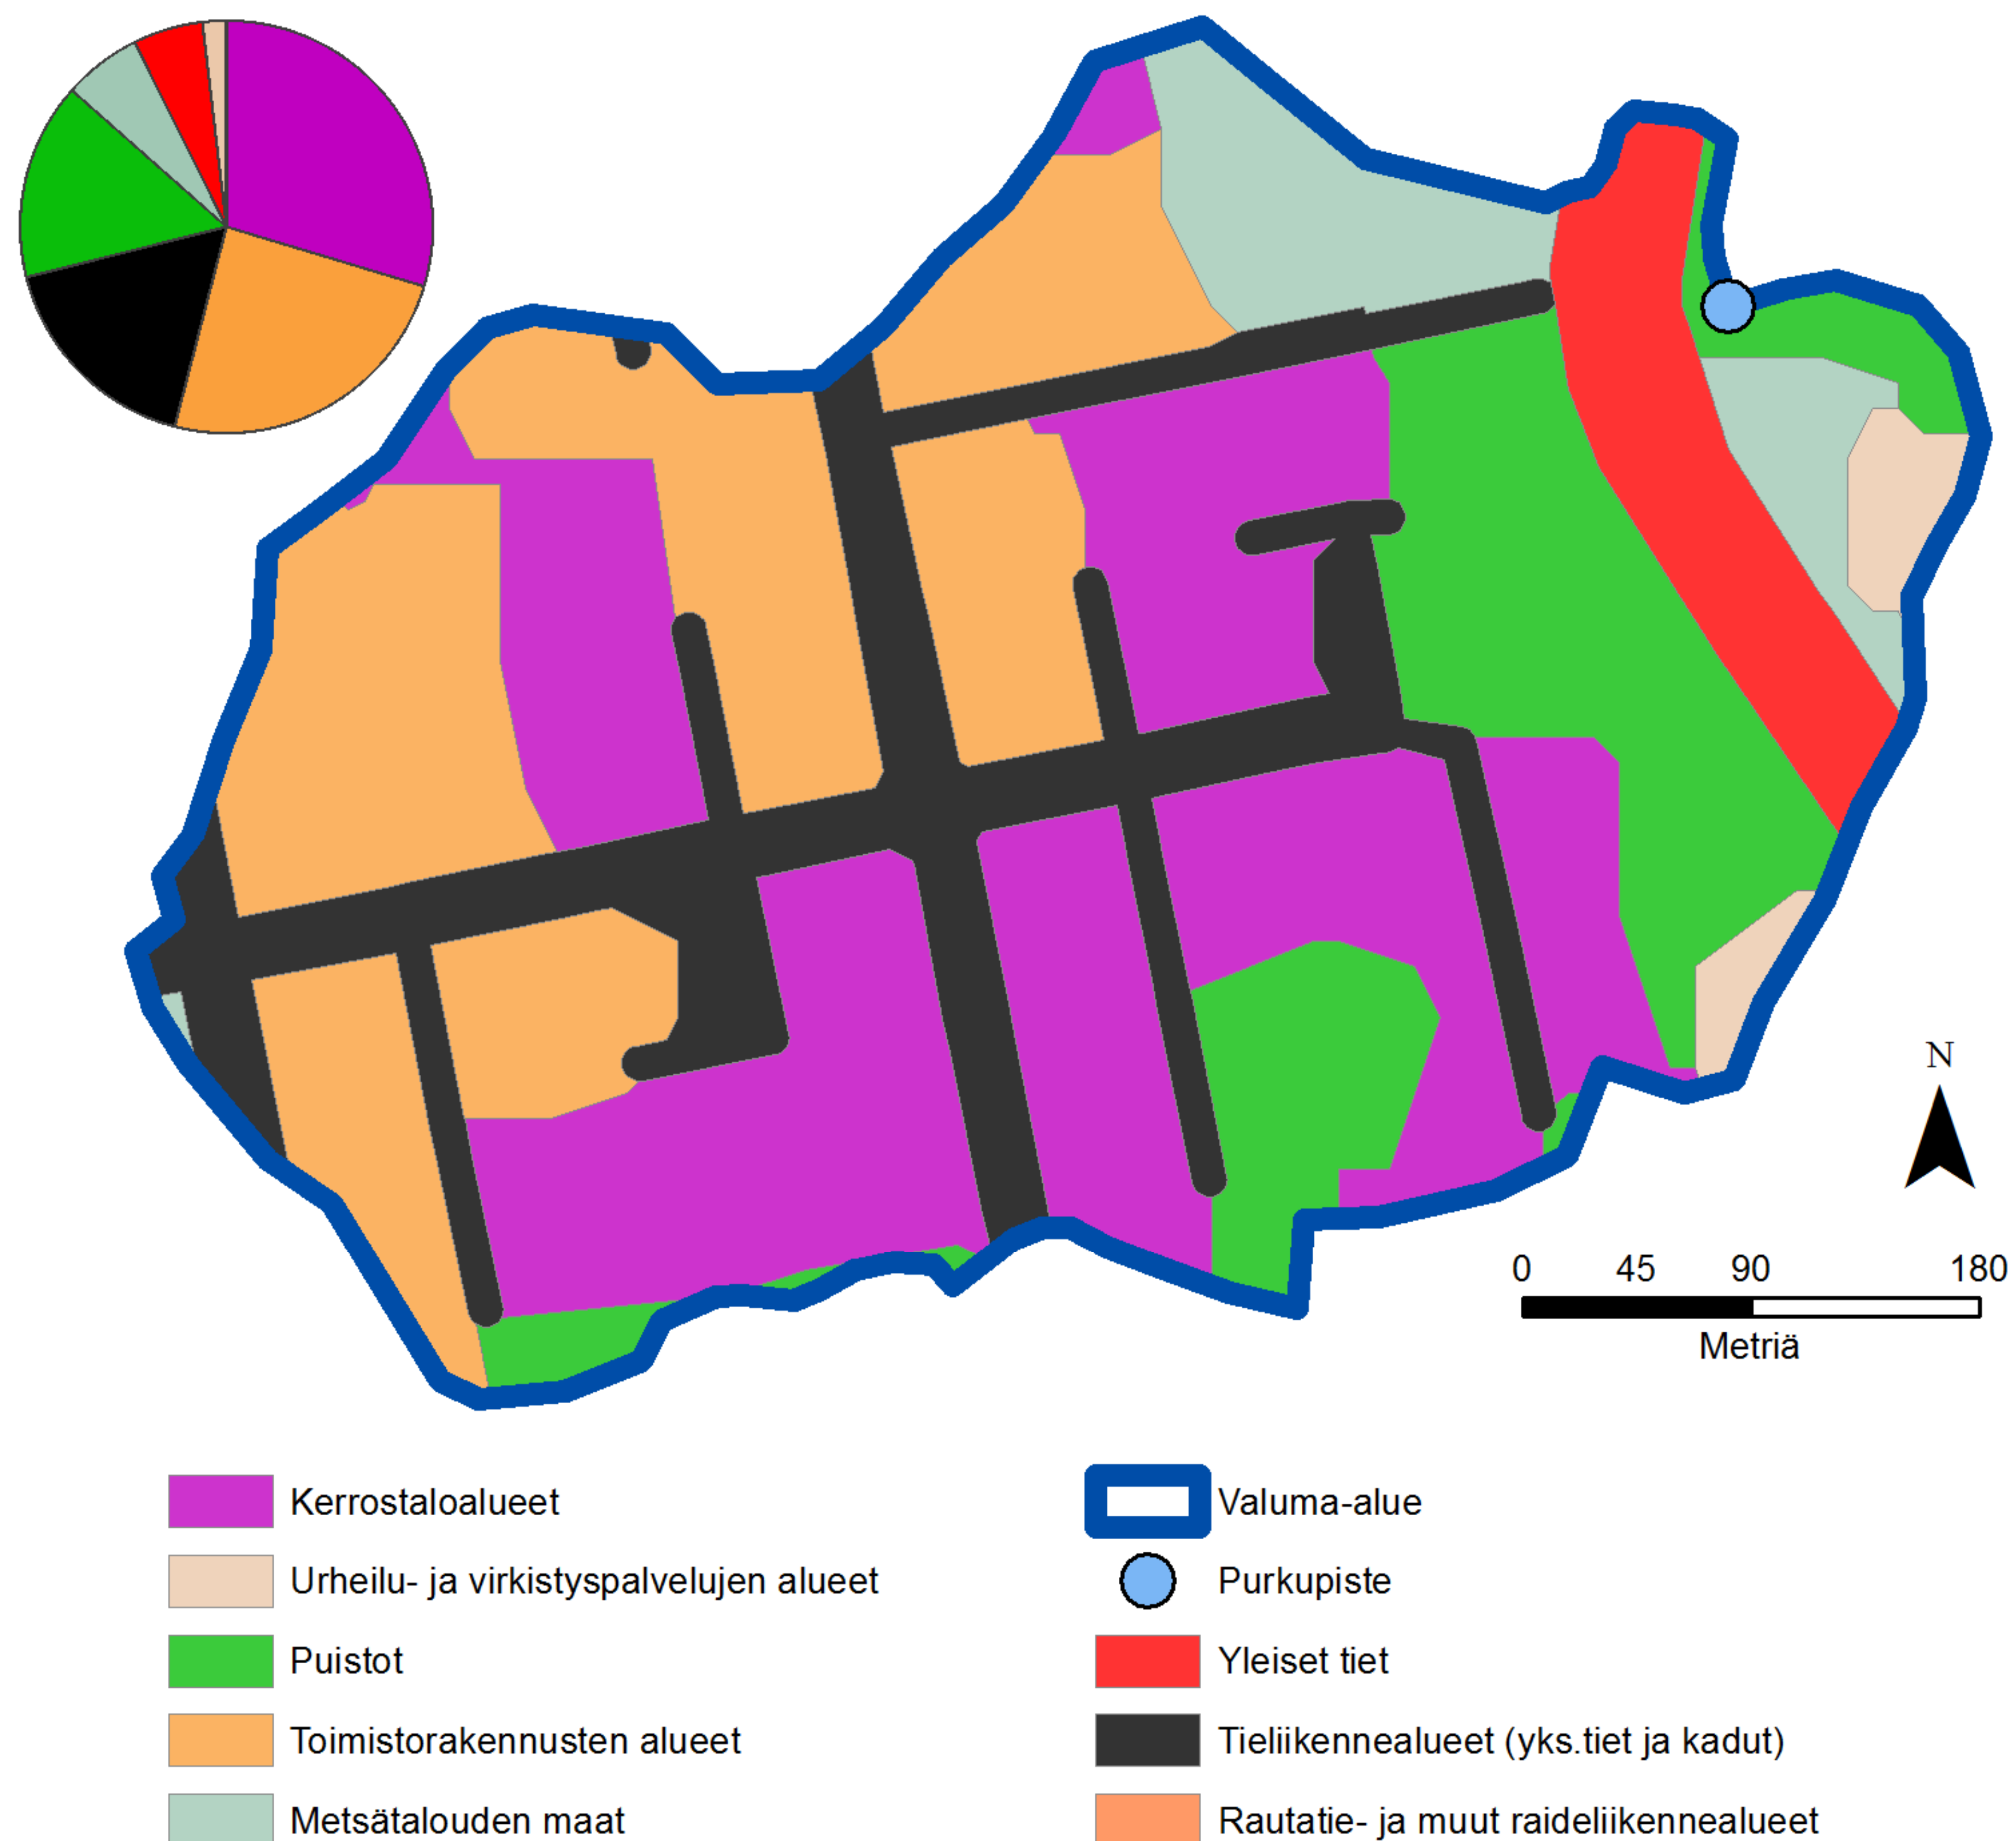 N
0 45 90 180
Metriä
Kerrostaloalueet
Urheilu- ja virkistyspalvelujen alueet
Puistot
Toimistorakennusten alueet
Metsätalouden maat
Valuma-alue
Purkupiste
Yleiset tiet
Tieliikennealueet (yks.tiet ja kadut)
Rautatie- ja muut raideliikennealueet